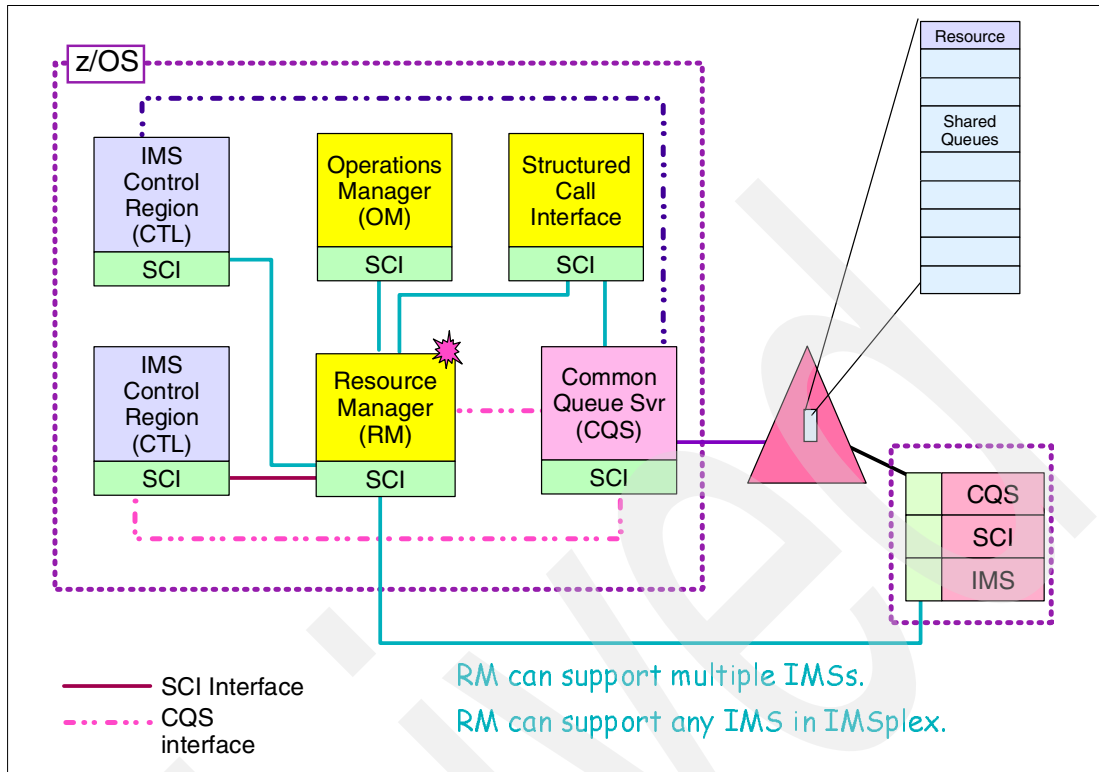 z/OS
IMS
Control
Region
(CTL)
SCI
Operations
Manager
(OM)
SCI
Structured
Call
Interface
SCI
Resource
Shared
Queues
IMS
Control
Region
(CTL)
SCI
Resource
Manager
(RM)
SCI
Common
Queue Svr
(CQS)
SCI
CQS
SCI
IMS
SCI Interface
CQS
interface
RM can support multiple IMSs.
RM can support any IMS in IMSplex.